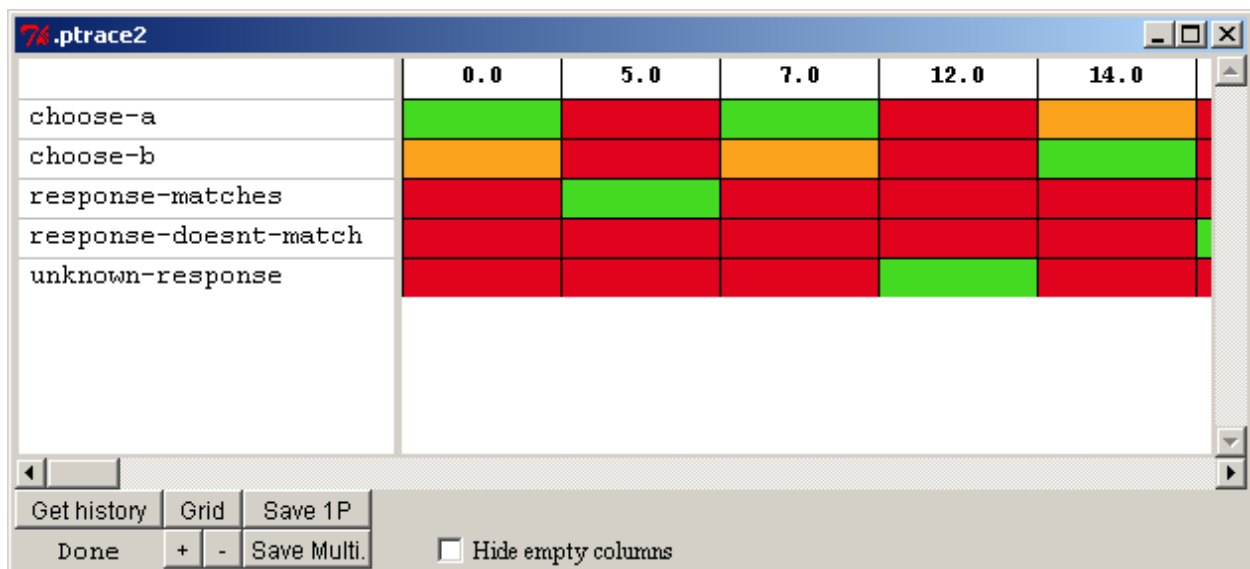 .ptrace2
0.0 5.0 7.0 12.0 14.0
choose-a
choose-b
response-matches
response-doesnt-match
unknown-response
Get history Grid Save 1P
Done + - Save Multi. Hide empty columns